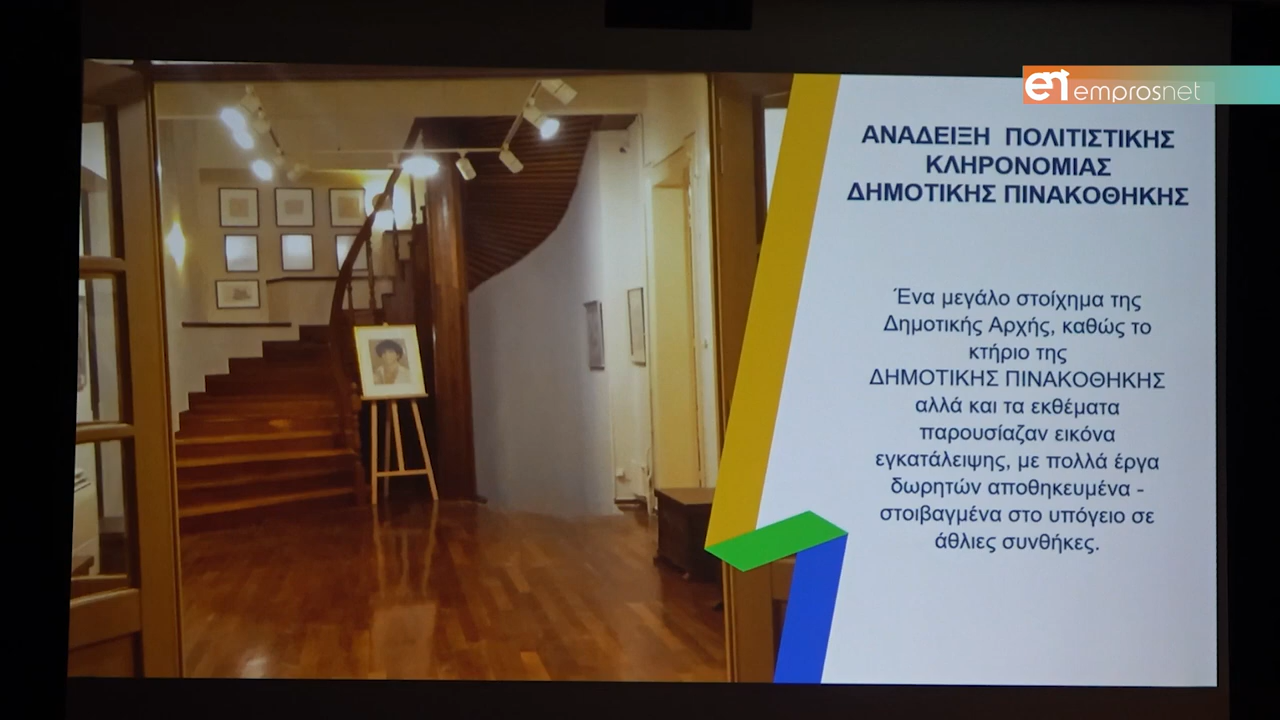 en emprosnet
ΑΝΑΔΕΙΞΗ ΠΟΛΙΤΙΣΤΙΚΗΣ
ΚΛΗΡΟΝΟΜΙΑΣ
ΔΗΜΟΤΙΚΗΣ ΠΙΝΑΚΟΘΗΚΗΣ
Ένα μεγάλο στοίχημα της
Δημοτικής Αρχής, καθώς το
κτήριο της
ΔΗΜΟΤΙΚΗΣ ΠΙΝΑΚΟΘΗΚΗΣ
αλλά και τα εκθέματα
παρουσίαζαν εικόνα
εγκατάλειψης, με πολλά έργα
δωρητών αποθηκευμένα -
στοιβαγμένα στο υπόγειο σε
άθλιες συνθήκες.